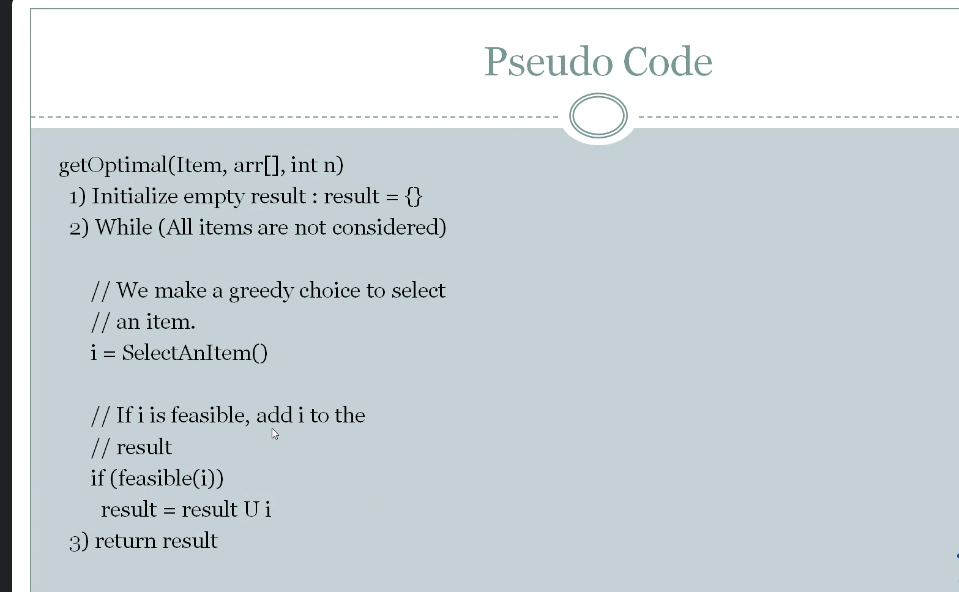 Pseudo Code
getOptimal(Item, arr[], int n)
1) Initialize empty result : result = {}
2) While (All items are not considered)
// We make a greedy choice to select
// an item.
i = SelectAnItem()
// If i is feasible, add i to the
// result
if (feasible(i))
result = result U i
3) return result